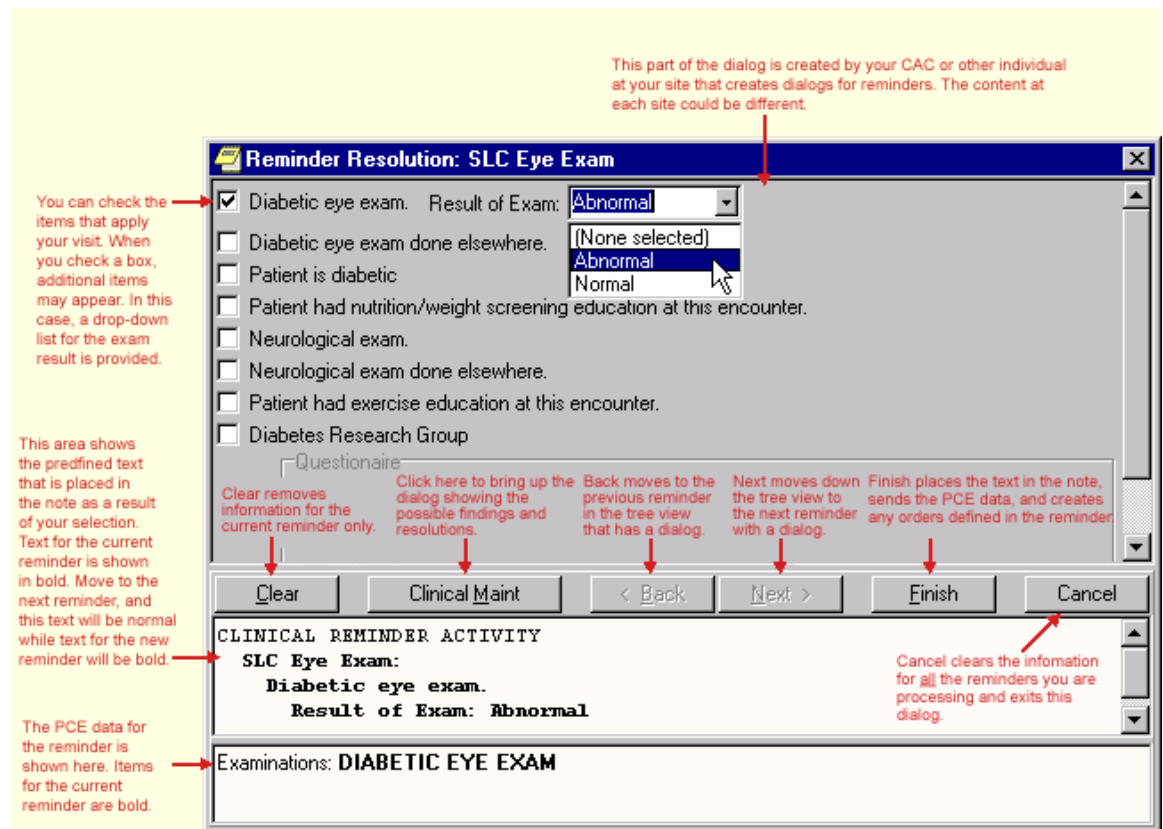 This part of the dialog is created by your CAC or other individual
at your site that creates dialogs for reminders. The content at
each site could be different.
Reminder Resolution: SLC Eye Exam
You can check the
items that apply
your visit. When
you check a box,
additional items
may appear. In this
case, a drop-down
list for the exam
result is provided.
Diabetic eye exam. Result of Exam: Abnormal
(None selected)
Abnormal
Normal
Diabetic eye exam done elsewhere.
Patient is diabetic
Patient had nutrition/weight screening education at this encounter.
Neurological exam.
Neurological exam done elsewhere.
Patient had exercise education at this encounter.
Diabetes Research Group
Questionaire
This area shows
the predfined text
that is placed in
the note as a result
of your selection.
Text for the current
reminder is shown
in bold. Move to the
next reminder, and
this text will be normal
while text for the new
reminder will be bold.
Clear removes
information for the
current reminder only.
Click here to bring up the
dialog showing the
possible findings and
resolutions.
Back moves to the
previous reminder
in the tree view
that has a dialog.
Next moves down
the tree view to
the next reminder
with a dialog.
Finish places the text in the note,
sends the PCE data, and creates
any orders defined in the reminder.
Clear Clinical Maint < Back Next > Finish Cancel
CLINICAL REMINDER ACTIVITY
SLC Eye Exam:
Diabetic eye exam.
Result of Exam: Abnormal
Cancel clears the infomation
for all the reminders you are
processing and exits this
dialog.
The PCE data for
the reminder is
shown here. Items
for the current
reminder are bold.
Examinations: DIABETIC EYE EXAM